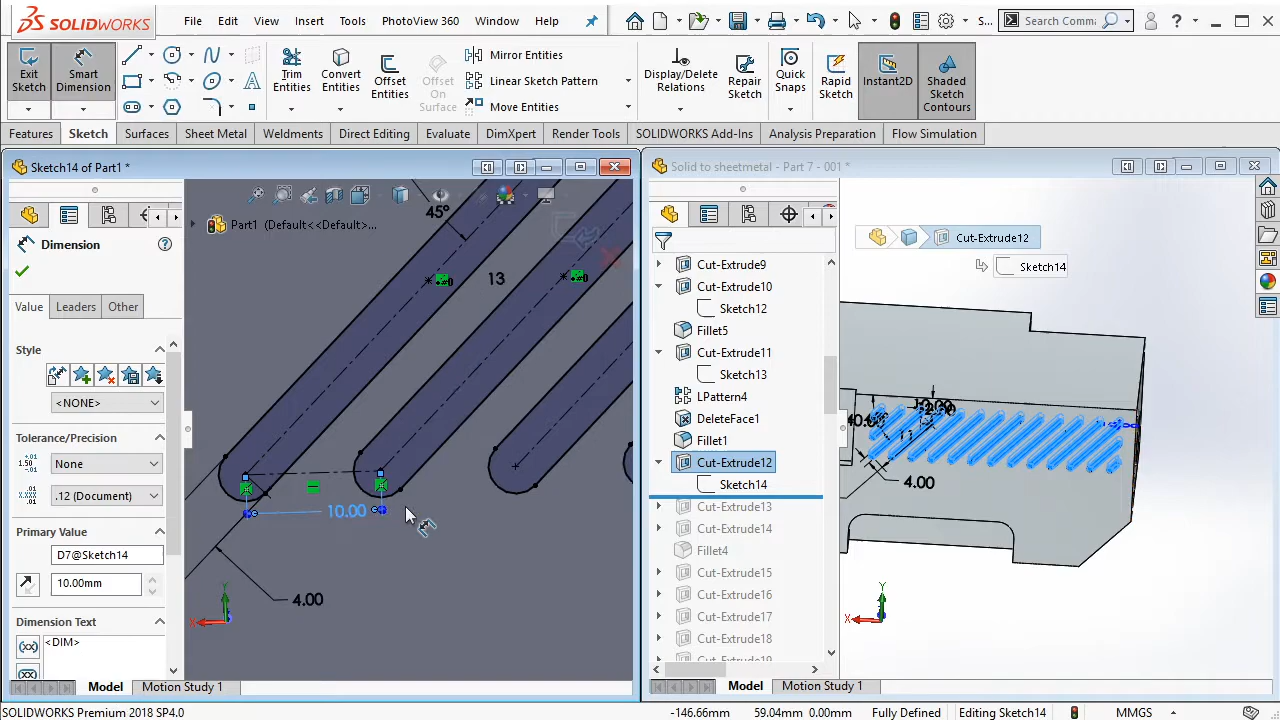 SOLIDWORKS
File
Edit
View
Insert
Tools
PhotoView 360
Window
Help
S...
Search Comma
?
Exit Sketch
Smart Dimension
Trim Entities
Convert Entities
Offset Entities
Offset On Surface
Mirror Entities
Linear Sketch Pattern
Move Entities
Display/Delete Relations
Repair Sketch
Quick Snaps
Rapid Sketch
Instant2D
Shaded Sketch Contours
Features
Sketch
Surfaces
Sheet Metal
Weldments
Direct Editing
Evaluate
DimXpert
Render Tools
SOLIDWORKS Add-Ins
Analysis Preparation
Flow Simulation
Sketch14 of Part1 *
Part1 (Default<<Default>...
Dimension
Value
Leaders
Other
Style
<NONE>
Tolerance/Precision
None
.12 (Document)
Primary Value
D7@Sketch14
10.00mm
Dimension Text
<DIM>
45°
13
10.00
4.00
Y
X
Model
Motion Study 1
Solid to sheetmetal - Part 7 - 001 *
Cut-Extrude9
Cut-Extrude10
Sketch12
Fillet5
Cut-Extrude11
Sketch13
LPattern4
DeleteFace1
Fillet1
Cut-Extrude12
Sketch14
Cut-Extrude13
Cut-Extrude14
Fillet4
Cut-Extrude15
Cut-Extrude16
Cut-Extrude17
Cut-Extrude18
Cut-Extrude19
Cut-Extrude12
Sketch14
4.00
Y
X
Model
Motion Study 1
SOLIDWORKS Premium 2018 SP4.0
-146.66mm
59.04mm
0.00mm
Fully Defined
Editing Sketch14
MMGS